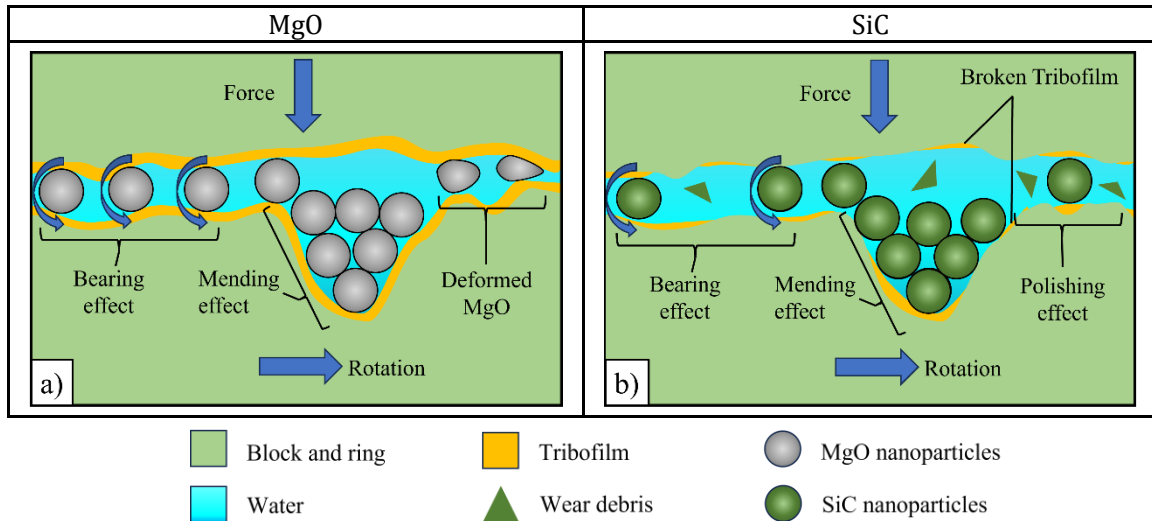 MgO
SiC
Force
Bearing
effect
Mending
effect
Deformed
MgO
Rotation
a)
Broken Tribofilm
Force
Bearing
effect
Mending
effect
Polishing
effect
Rotation
b)
Block and ring
Tribofilm
MgO nanoparticles
Water
Wear debris
SiC nanoparticles